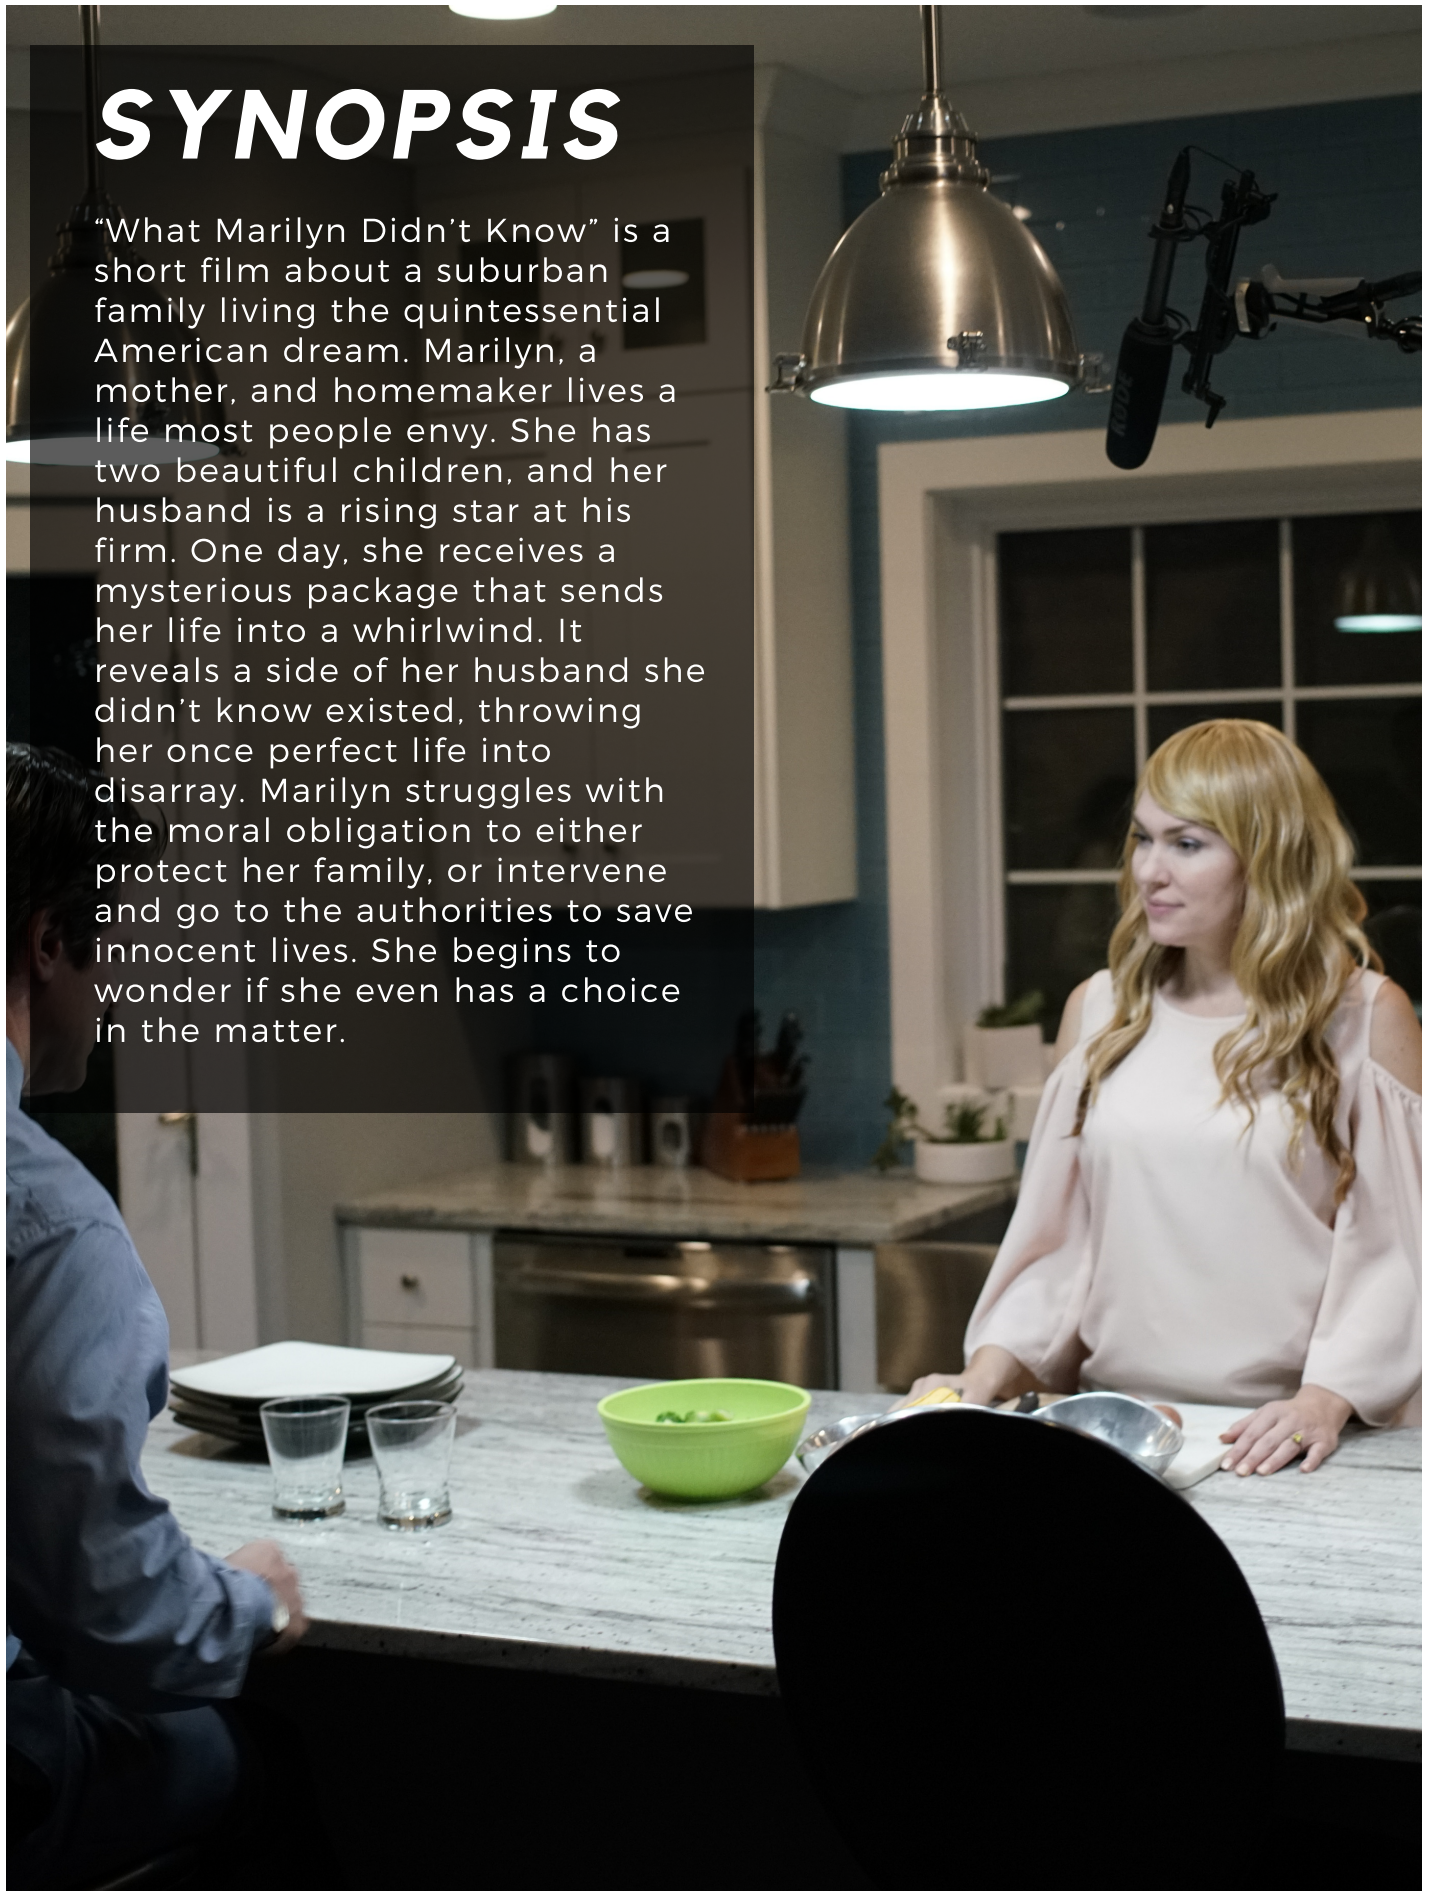 SYNOPSIS
“What Marilyn Didn’t Know” is a
short film about a suburban
family living the quintessential
American dream. Marilyn, a
mother, and homemaker lives a
life most people envy. She has
two beautiful children, and her
husband is a rising star at his
firm. One day, she receives a
mysterious package that sends
her life into a whirlwind. It
reveals a side of her husband she
didn’t know existed, throwing
her once perfect life into
disarray. Marilyn struggles with
the moral obligation to either
protect her family, or intervene
and go to the authorities to save
innocent lives. She begins to
wonder if she even has a choice
in the matter.
RØDE